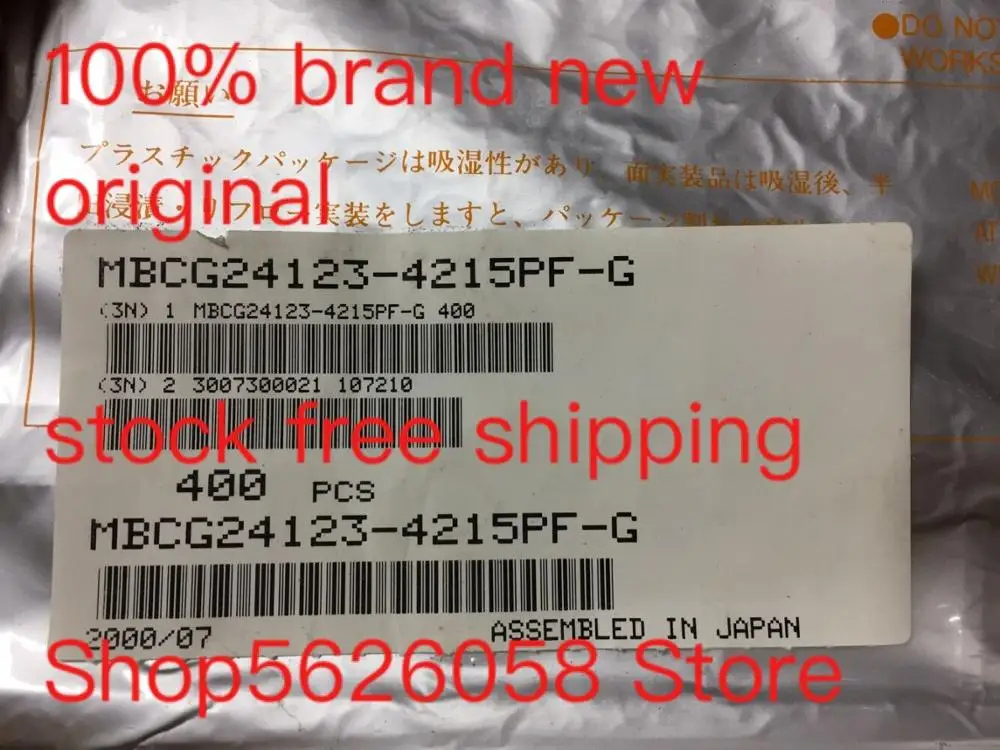 100% brand new
original
stock free shipping
Shop5626058 Store
●DO NO
WORKS
お願い
プラスチックパッケージは吸湿性があり、面実装品は吸湿後、半
浸漬・リフロー実装をしますと、パッケージ
MBCG24123-4215PF-G
(3N) 1 MBCG24123-4215PF-G 400
(3N) 2 3007300021 107210
400 PCS
MBCG24123-4215PF-G
2000/07
ASSEMBLED IN JAPAN